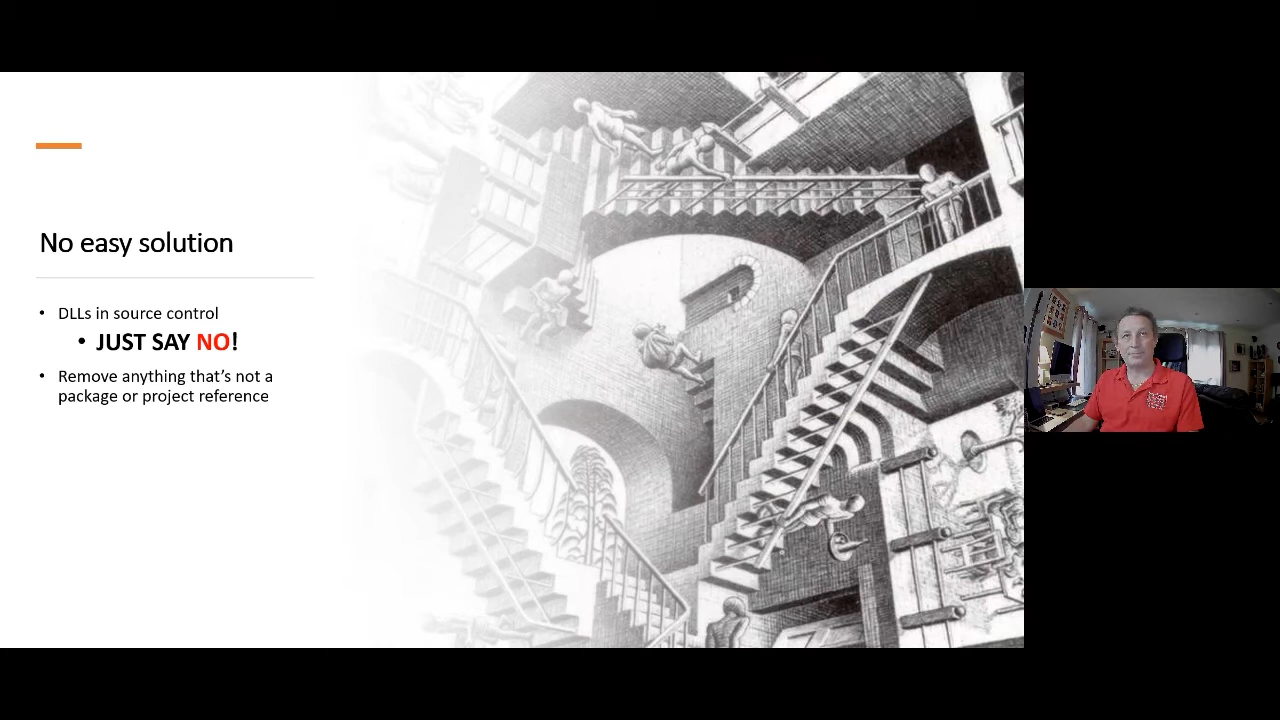 No easy solution
• DLLs in source control
• JUST SAY NO!
• Remove anything that's not a
package or project reference